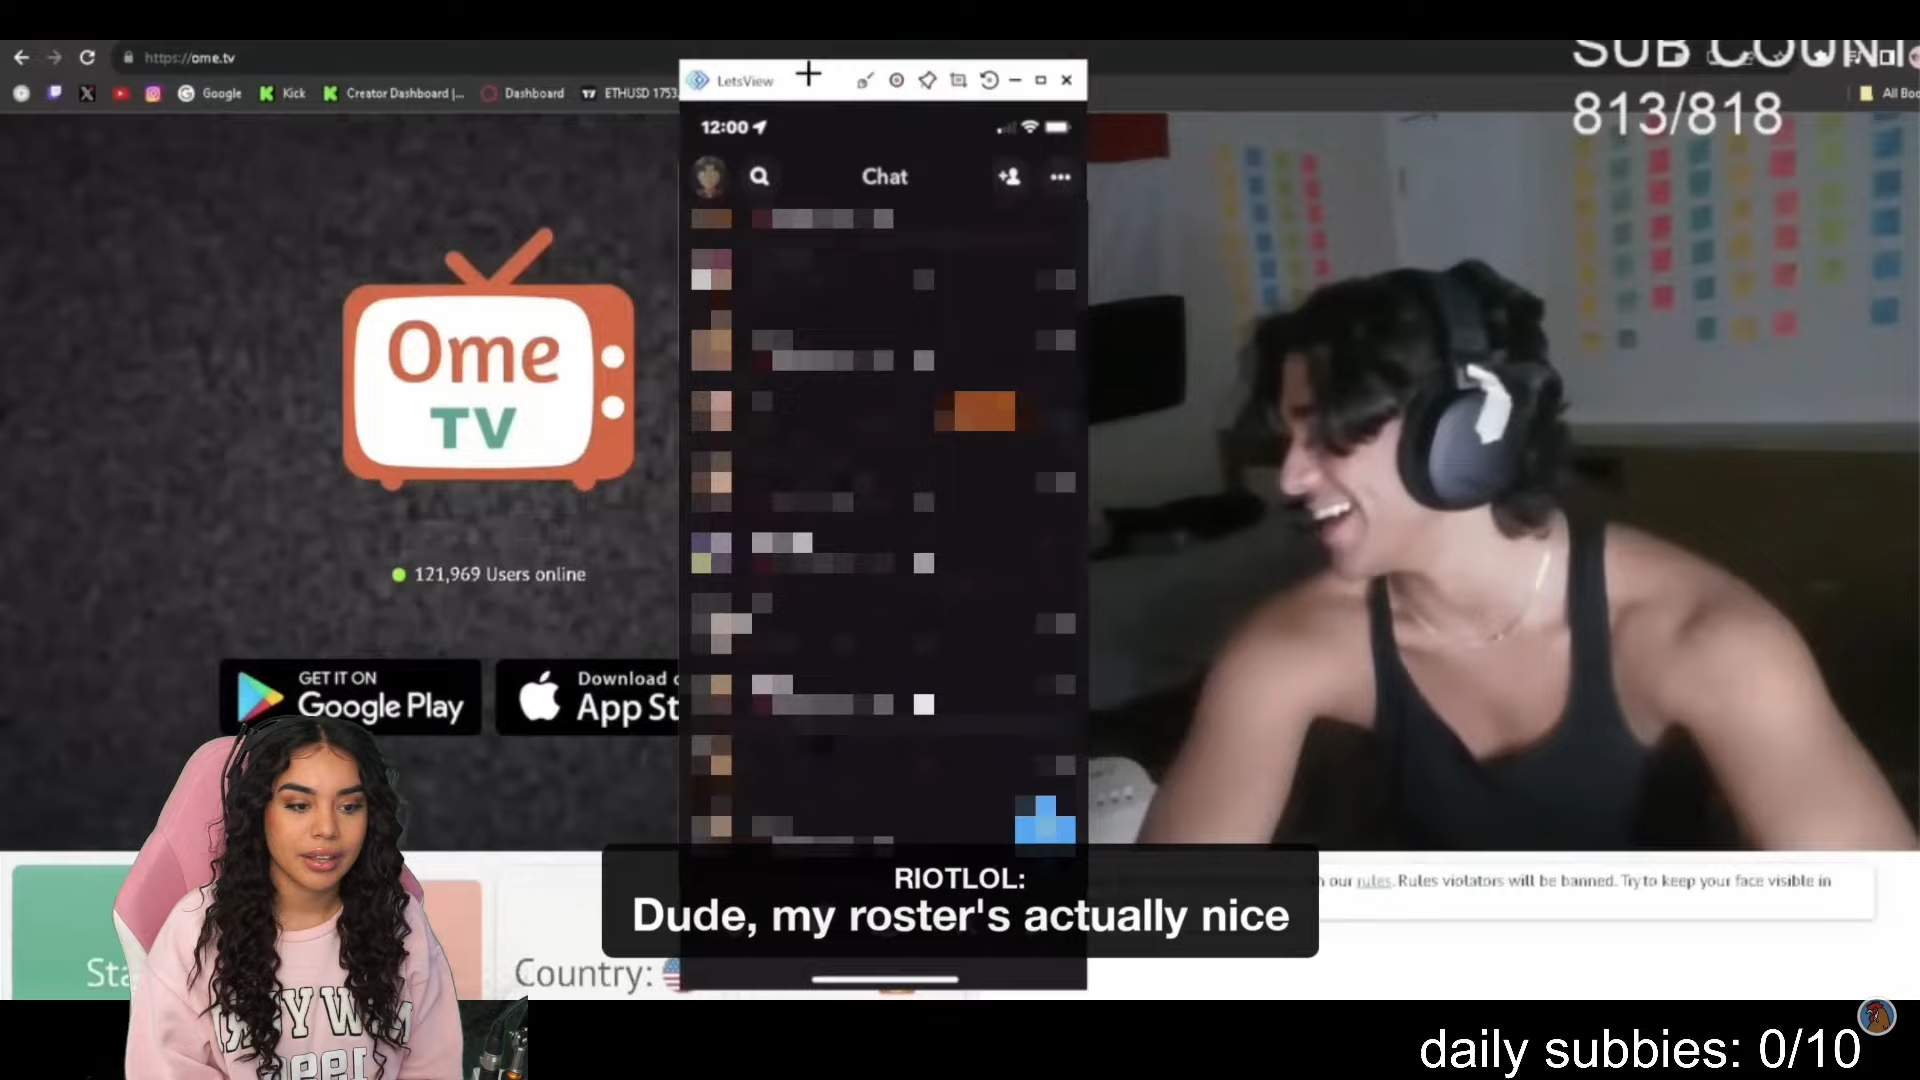 https://ome.tv
Google
Kick
Creator Dashboard |...
Dashboard
ETHUSD 1753
All Boo
SUB COUNT
813/818
LetsView
12:00
Chat
Ome
TV
121,969 Users online
GET IT ON
Google Play
Download
App St
RIOTLOL:
Dude, my roster's actually nice
our rules. Rules violators will be banned. Try to keep your face visible in
Sta
Country:
daily subbies: 0/10